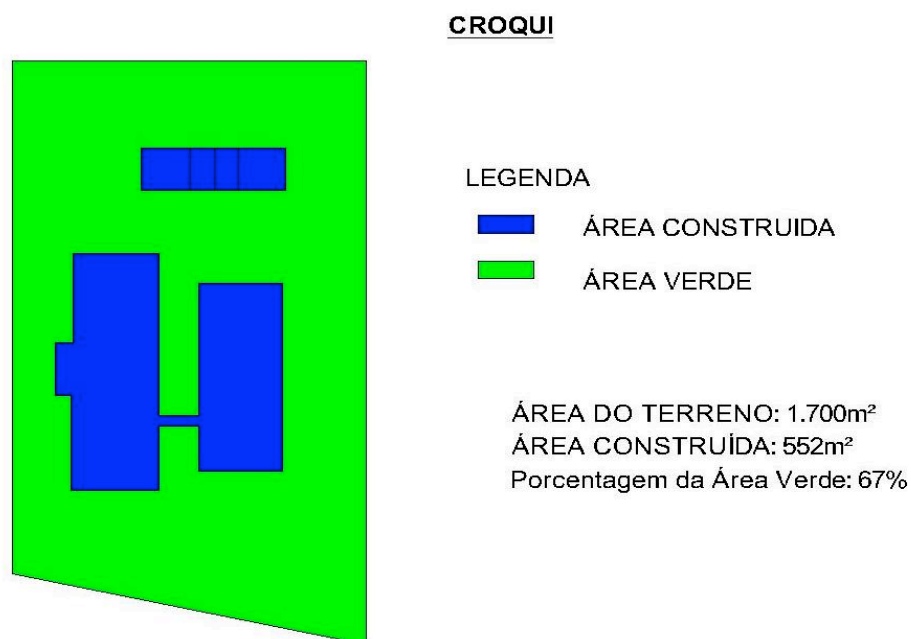 CROQUI
LEGENDA
ÁREA CONSTRUIDA
ÁREA VERDE
ÁREA DO TERRENO: 1.700m²
ÁREA CONSTRUÍDA: 552m²
Porcentagem da Área Verde: 67%